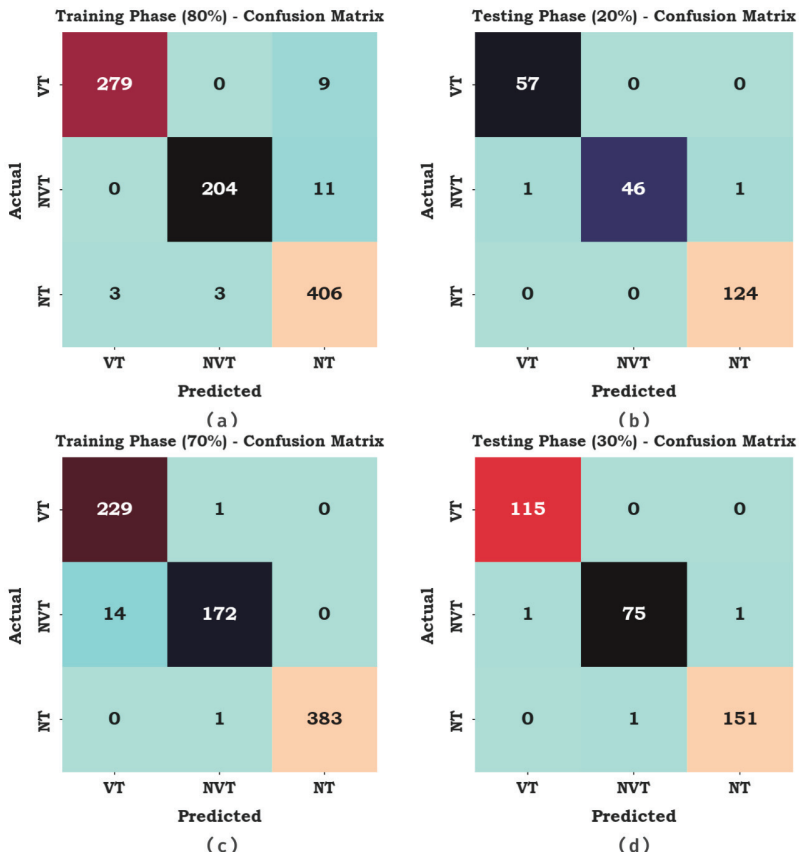 Training Phase (80%) - Confusion Matrix
VT 279 0 9
NVT 0 204 11
NT 3 3 406
Actual
VT NVT NT
Predicted
(a)
Testing Phase (20%) - Confusion Matrix
VT 57 0 0
NVT 1 46 1
NT 0 0 124
Actual
VT NVT NT
Predicted
(b)
Training Phase (70%) - Confusion Matrix
VT 229 1 0
NVT 14 172 0
NT 0 1 383
Actual
VT NVT NT
Predicted
(c)
Testing Phase (30%) - Confusion Matrix
VT 115 0 0
NVT 1 75 1
NT 0 1 151
Actual
VT NVT NT
Predicted
(d)